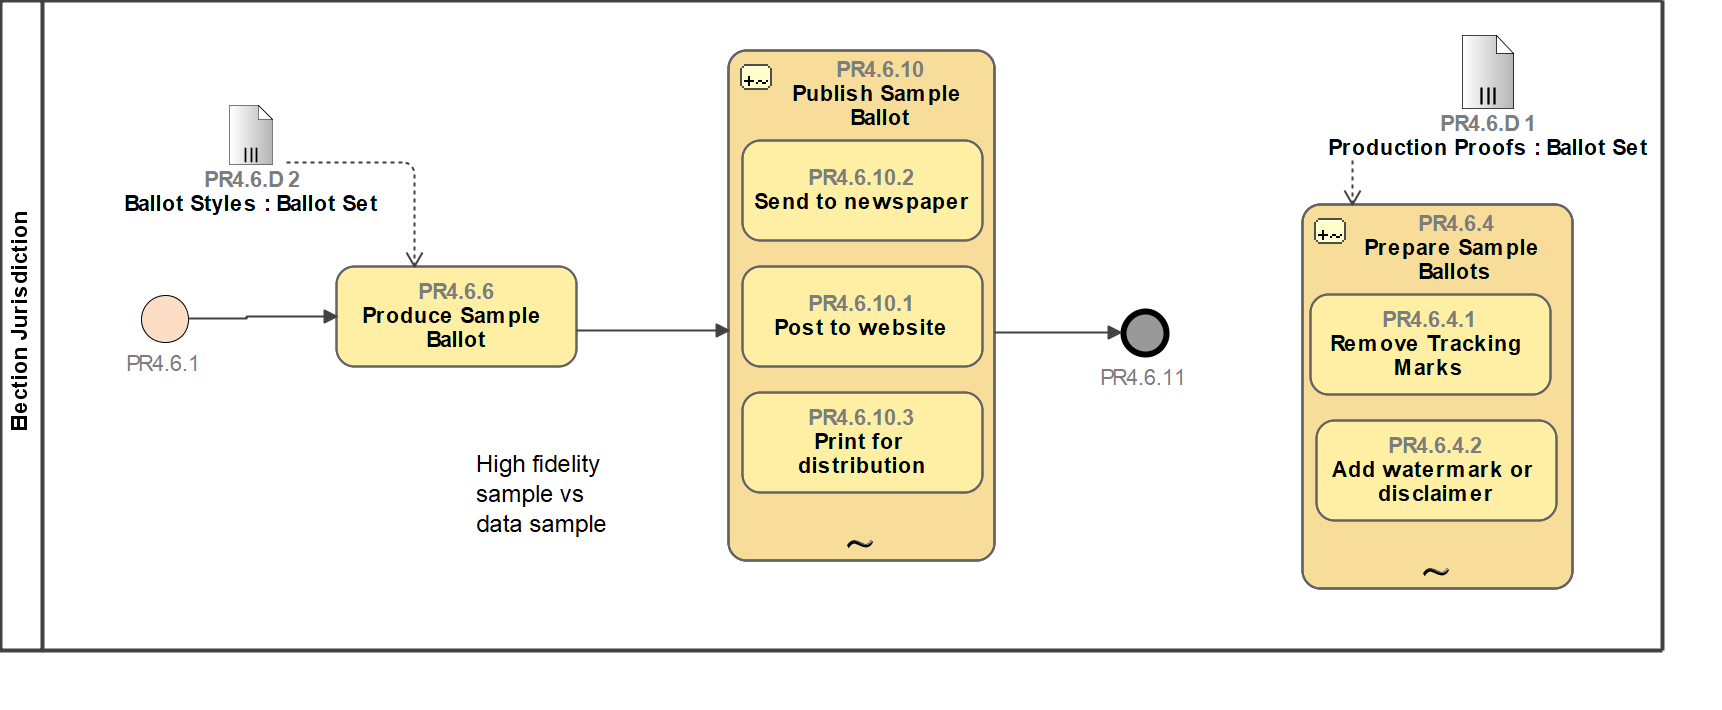 Election Jurisdiction
PR4.6.D 2
Ballot Styles : Ballot Set
PR4.6.1
PR4.6.6
Produce Sample
Ballot
High fidelity
sample vs
data sample
PR4.6.10
Publish Sample
Ballot
PR4.6.10.2
Send to newspaper
PR4.6.10.1
Post to website
PR4.6.10.3
Print for
distribution
~
PR4.6.11
PR4.6.D 1
Production Proofs : Ballot Set
PR4.6.4
Prepare Sample
Ballots
PR4.6.4.1
Remove Tracking
Marks
PR4.6.4.2
Add watermark or
disclaimer
~